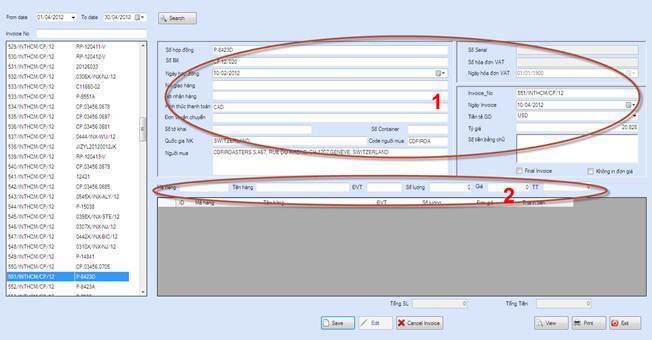 From date 01/04/2012 To date 30/04/2012 Search
Invoice No
528/INTHCM/CP/12 RP-120411-V
529/INTHCM/CP/12 RP-120412-V
530/INTHCM/CP/12 20126033
531/INTHCM/CP/12 0306X/INX-NJ/12
532/INTHCM/CP/12 C11660-02
533/INTHCM/CP/12 P-8551A
534/INTHCM/CP/12 CP.03456.0678
535/INTHCM/CP/12 CP.03456.0697
536/INTHCM/CP/12 CP.03456.0681
537/INTHCM/CP/12 0444/INX-WU/12
538/INTHCM/CP/12 JIZYL20120012JK
539/INTHCM/CP/12 RP-120413-V
540/INTHCM/CP/12 CP.03456.0679
541/INTHCM/CP/12 12421
542/INTHCM/CP/12 CP.03456.0685
543/INTHCM/CP/12 0545X/INX-ALY/12
544/INTHCM/CP/12 P-15038
545/INTHCM/CP/12 0398X/INX-STE/12
546/INTHCM/CP/12 0307X/INX-NJ/12
547/INTHCM/CP/12 0442X/INX-BIC/12
548/INTHCM/CP/12 0310X/INX-NJ/12
549/INTHCM/CP/12 P-14841
550/INTHCM/CP/12 CP.03456.0705
551/INTHCM/CP/12 P-8423D
552/INTHCM/CP/12 P-8423A
Số hợp đồng P-8423D
Số Bill CP-12/020
Ngày hợp đồng 10/02/2012
Nơi giao hàng
nhận hàng
thức thanh toán CAD
Đơn vị vận chuyển
Số tờ khai Số Container
Quốc gia NK SWITZERLAND Code người mua COFIROA
Người mua COFIROASTERS S.A67, RUE DU RHONE, CH-1207 GENEVE, SWITZERLAND
1
Số Serial
Số hóa đơn VAT
Ngày hóa đơn VAT 01/01/1900
Invoice_No 551/INTHCM/CP/12
Ngày Invoice 10/04/2012
Tiền tệ GD USD
Tỷ giá 20,828
Số tiền bằng chữ
Final Invoice Không in đơn giá
Mã hàng Tên hàng ĐVT Số lượng 0 Giá 0 TT
2
ID Mã hàng Tên hàng ĐVT Số lượng Đơn giá Thành tiền
Tổng SL 0 Tổng Tiền 0
Save Edit Cancel Invoice View Print Exit